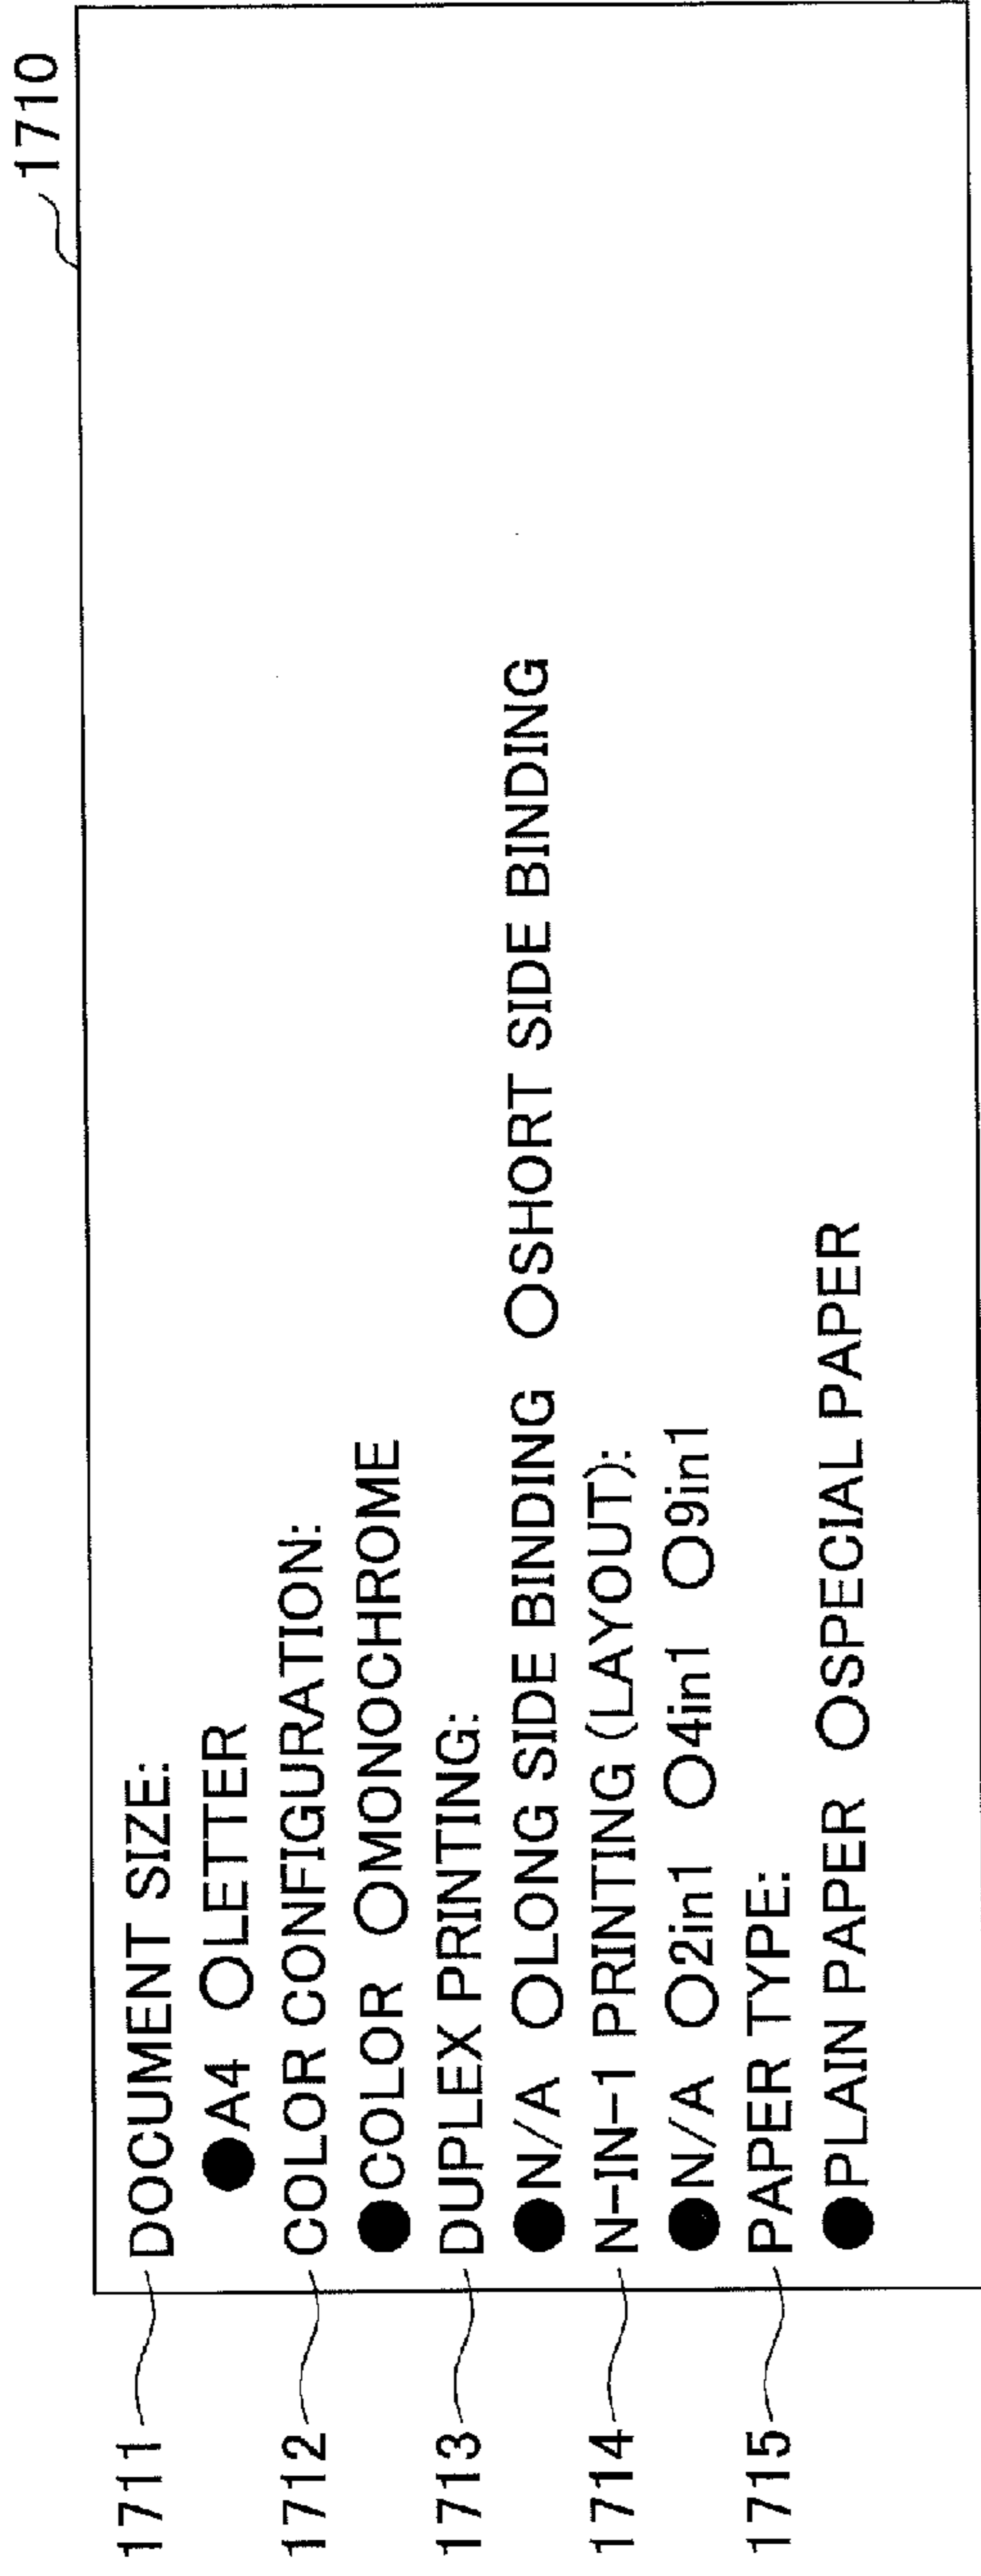 1710
1711 DOCUMENT SIZE:
●A4 ○LETTER
1712 COLOR CONFIGURATION:
●COLOR ○MONOCHROME
1713 DUPLEX PRINTING:
●N/A ○LONG SIDE BINDING ○SHORT SIDE BINDING
1714 N-IN-1 PRINTING (LAYOUT):
●N/A ○2in1 ○4in1 ○9in1
1715 PAPER TYPE:
●PLAIN PAPER ○SPECIAL PAPER